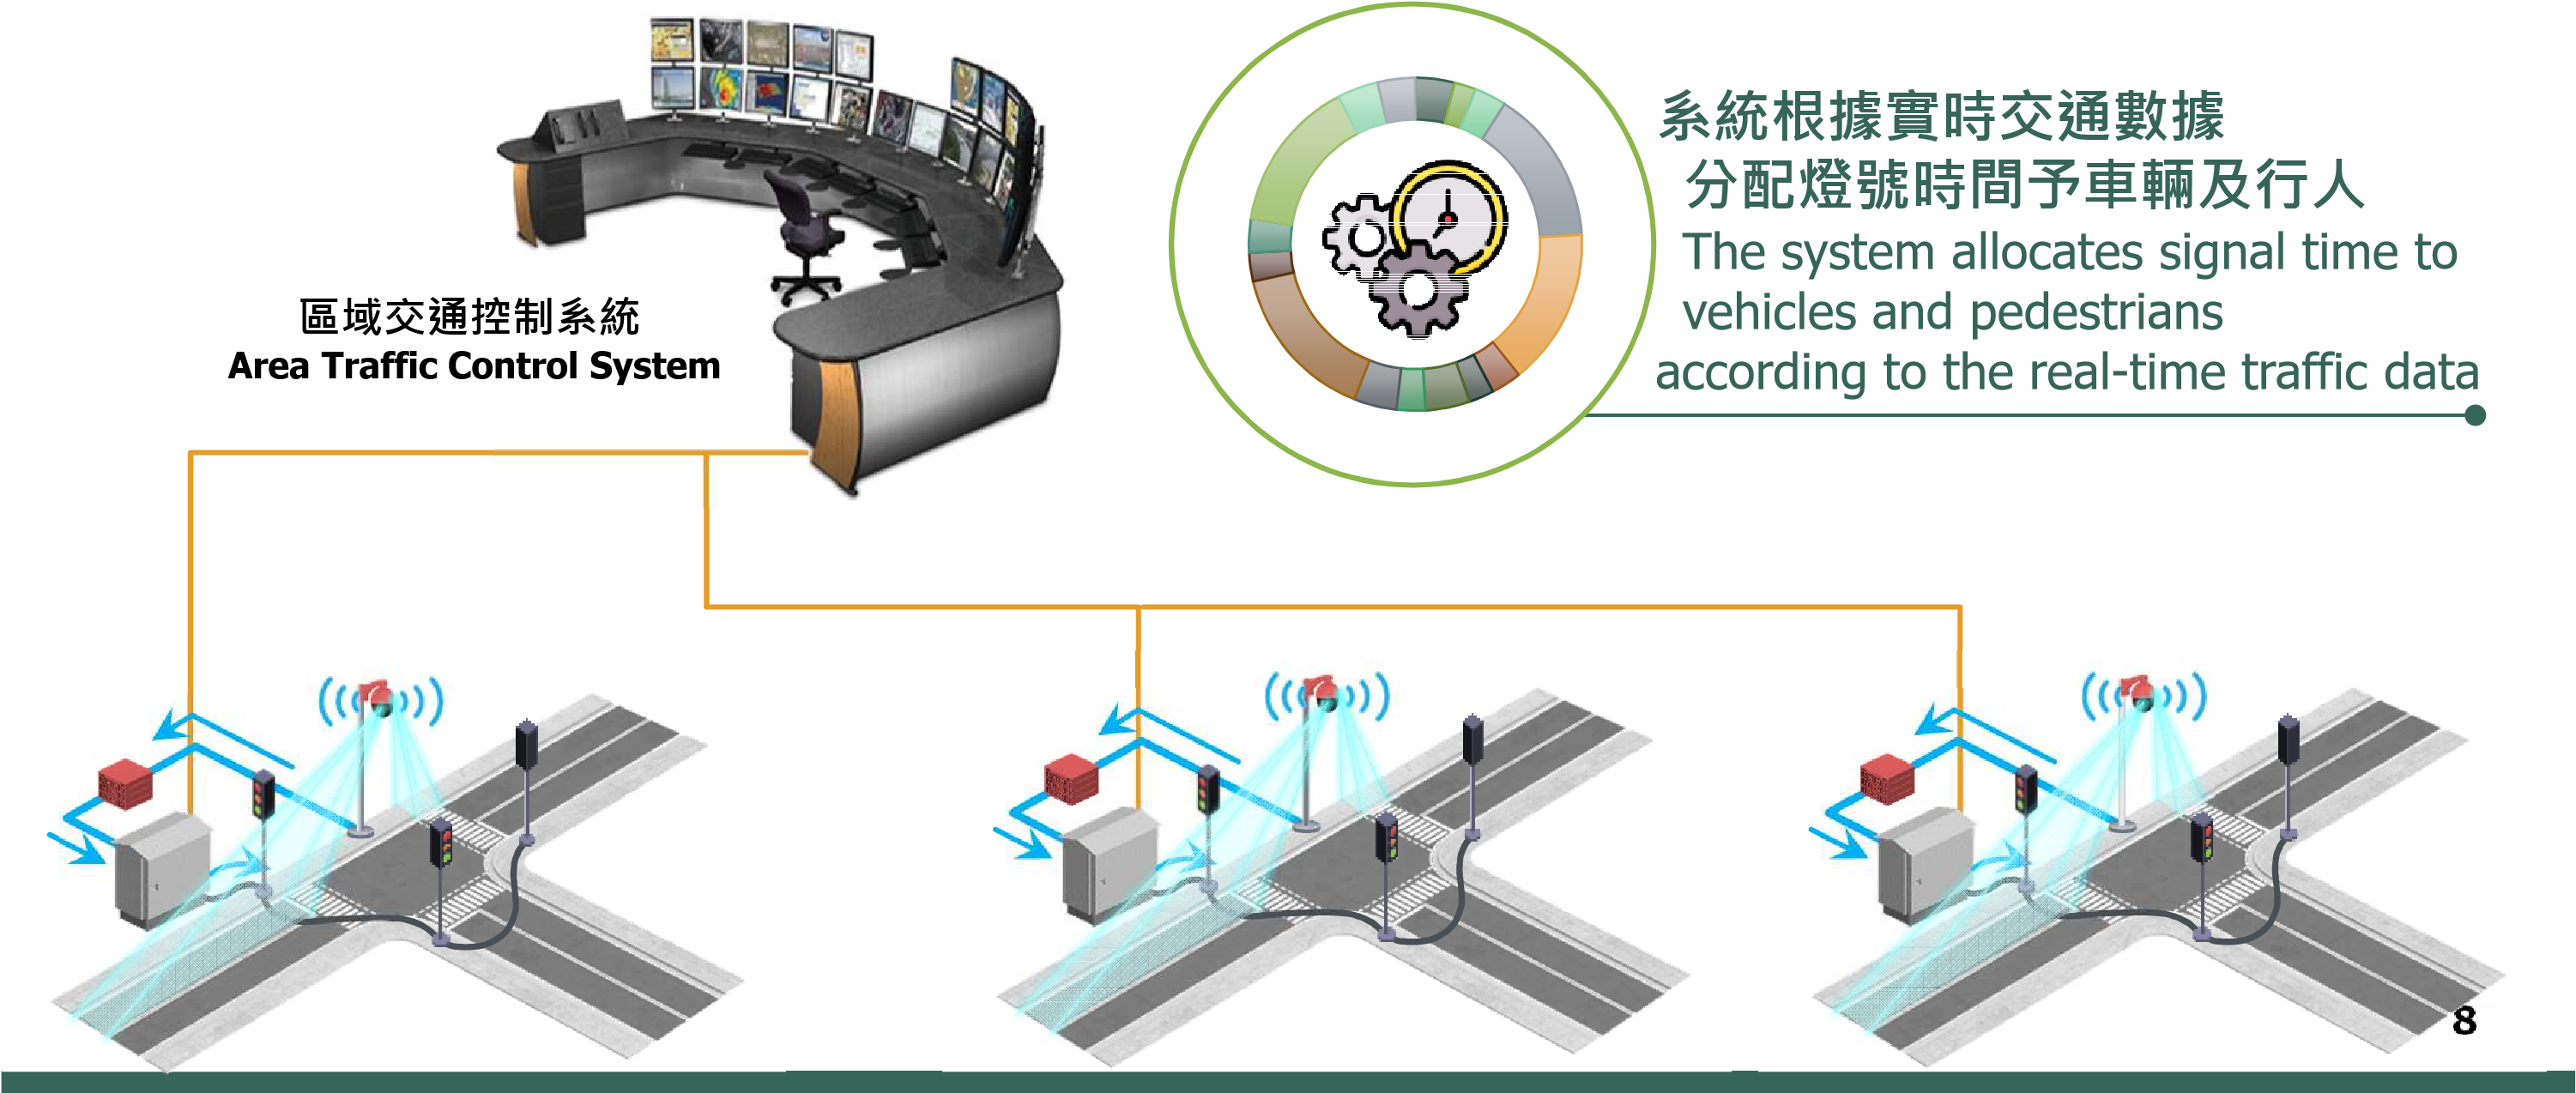 系統根據實時交通數據
分配燈號時間予車輛及行人
The system allocates signal time to
vehicles and pedestrians
according to the real-time traffic data
區域交通控制系統
Area Traffic Control System
8